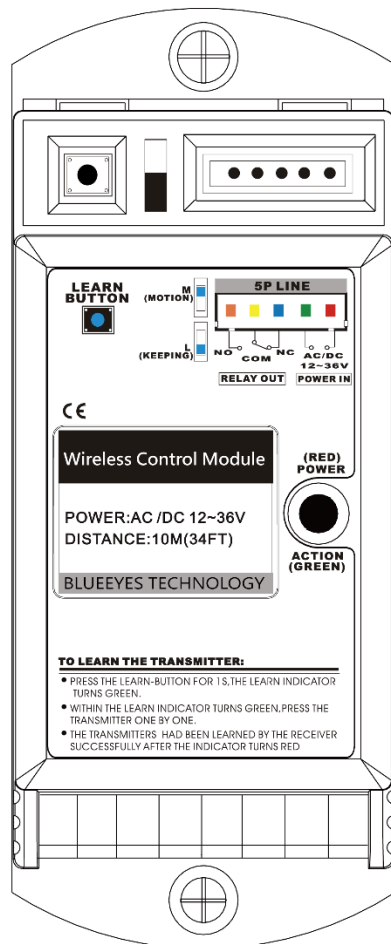 LEARN
BUTTON
M
(MOTION)
L
(KEEPING)
5P LINE
NO
COM
NC
AC/DC
12~36V
RELAY OUT
POWER IN
CE
Wireless Control Module
POWER:AC /DC 12~36V
DISTANCE:10M(34FT)
BLUEEYES TECHNOLOGY
(RED)
POWER
ACTION
(GREEN)
TO LEARN THE TRANSMITTER:
• PRESS THE LEARN-BUTTON FOR 1S,THE LEARN INDICATOR
TURNS GREEN.
• WITHIN THE LEARN INDICATOR TURNS GREEN,PRESS THE
TRANSMITTER ONE BY ONE.
• THE TRANSMITTERS HAD BEEN LEARNED BY THE RECEIVER
SUCCESSFULLY AFTER THE INDICATOR TURNS RED